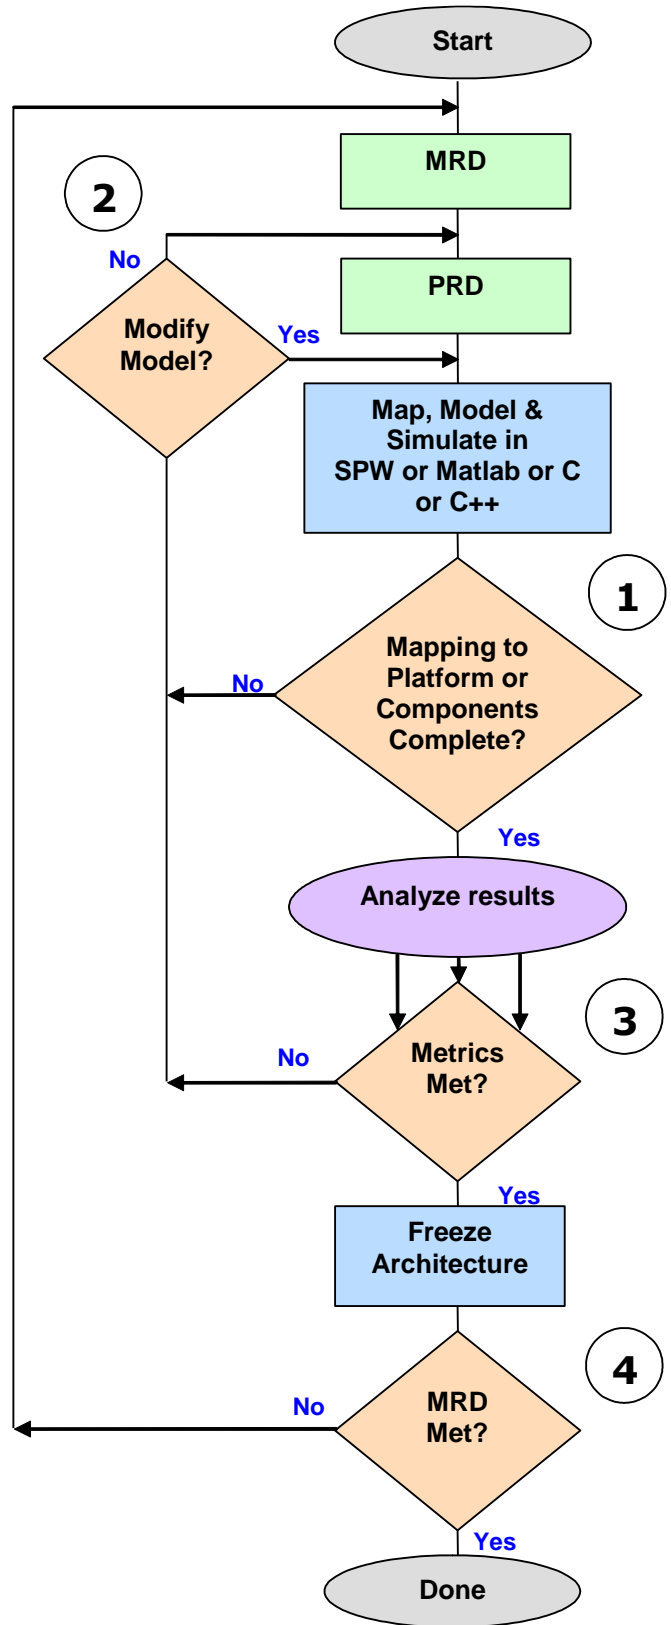 Start
MRD
2
No
PRD
Modify
Model?
Yes
Map, Model &
Simulate in
SPW or Matlab or C
or C++
1
Mapping to
Platform or
Components
Complete?
No
Yes
Analyze results
3
Metrics
Met?
No
Yes
Freeze
Architecture
4
MRD
Met?
No
Yes
Done